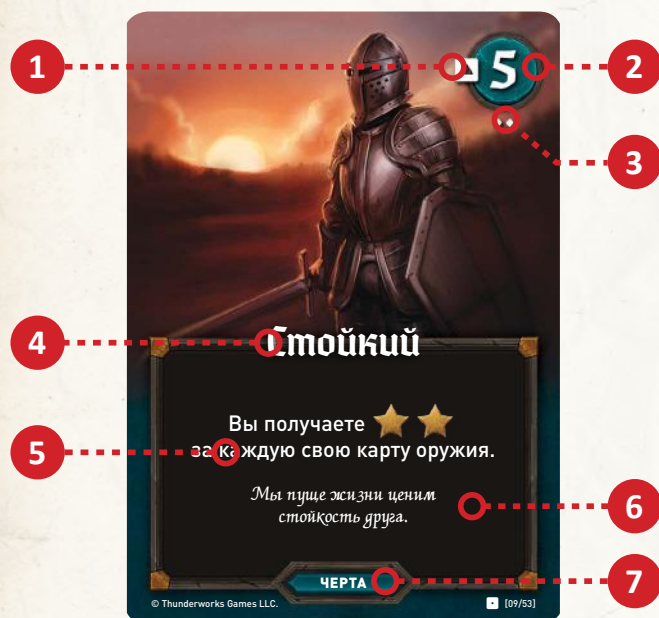 1
5
2
3
4
Стойкий
Вы получаете
за каждую свою карту оружия.
5
Мы пуще жизни ценим
стойкость друга.
6
ЧЕРТА
7
© Thunderworks Games LLC.
[09/53]